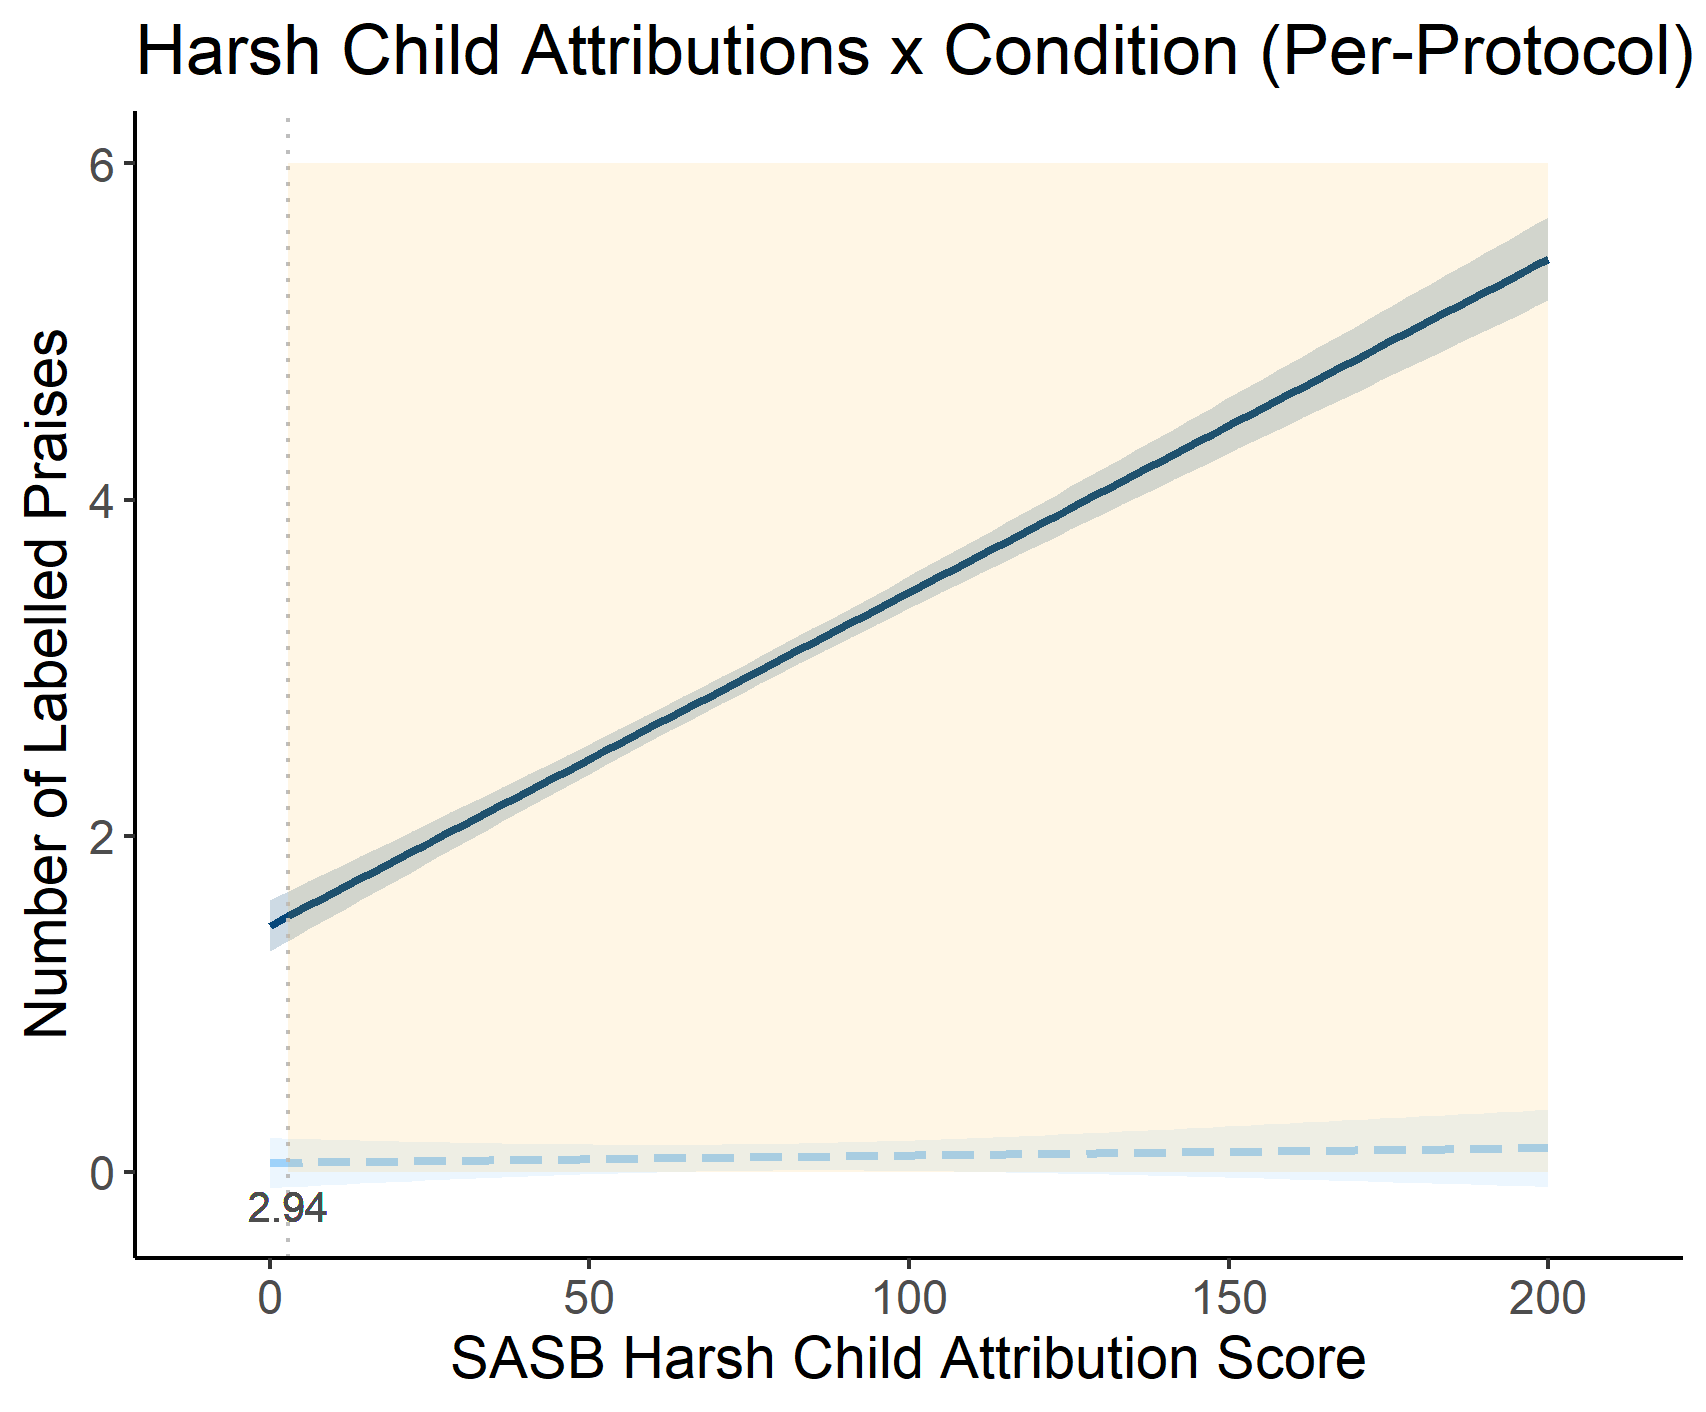 Harsh Child Attributions x Condition (Per-Protocol)
Number of Labelled Praises
6
4
2
0
2.94
0 50 100 150 200
SASB Harsh Child Attribution Score